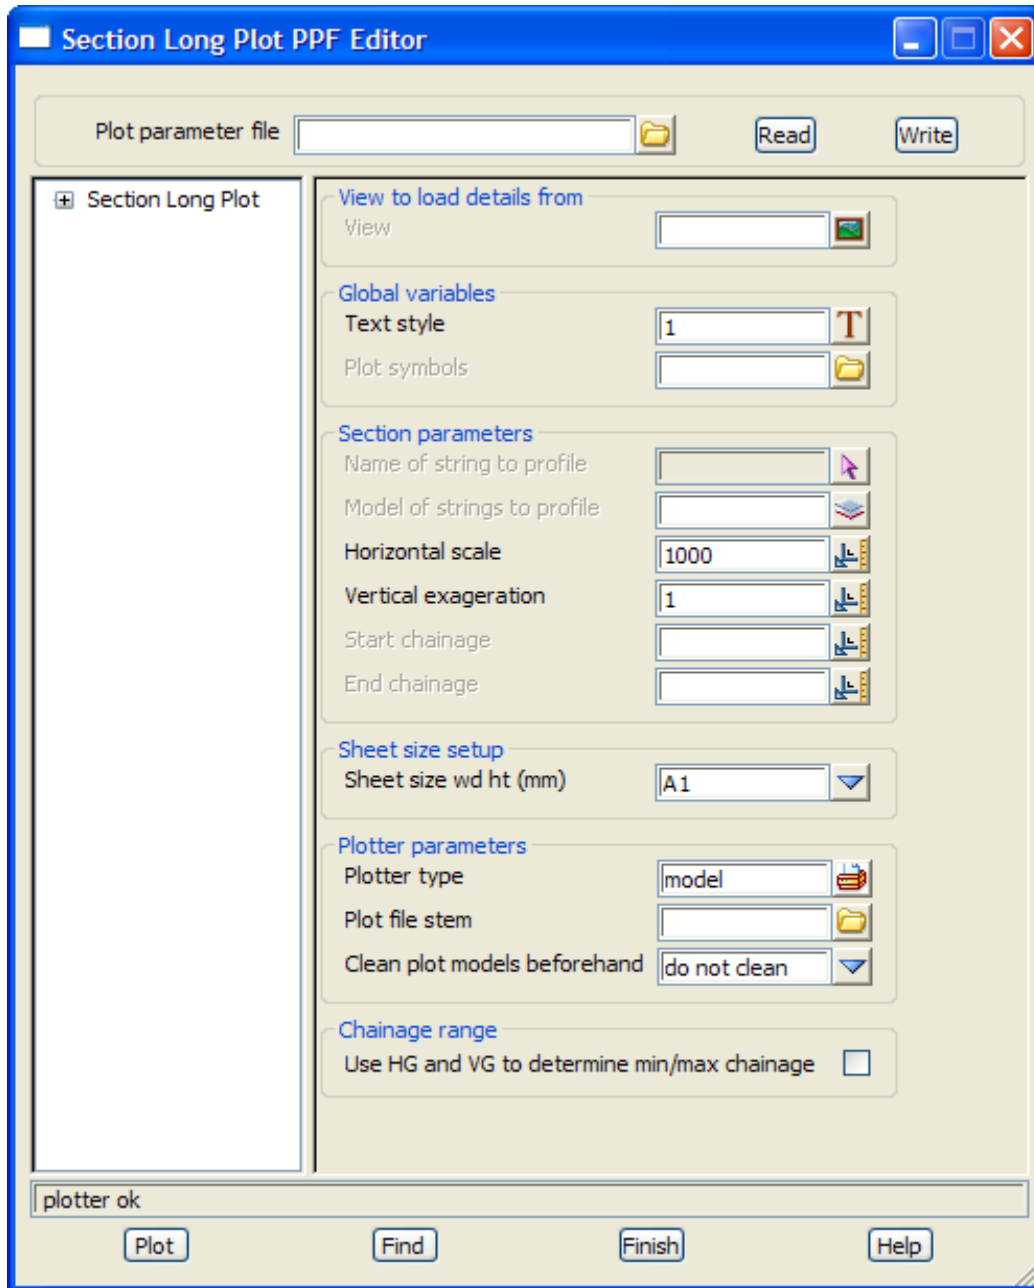 Section Long Plot PPF Editor
Plot parameter file
Read
Write
Section Long Plot
View to load details from
View
Global variables
Text style 1 T
Plot symbols
Section parameters
Name of string to profile
Model of strings to profile
Horizontal scale 1000
Vertical exageration 1
Start chainage
End chainage
Sheet size setup
Sheet size wd ht (mm) A1
Plotter parameters
Plotter type model
Plot file stem
Clean plot models beforehand do not clean
Chainage range
Use HG and VG to determine min/max chainage
plotter ok
Plot
Find
Finish
Help